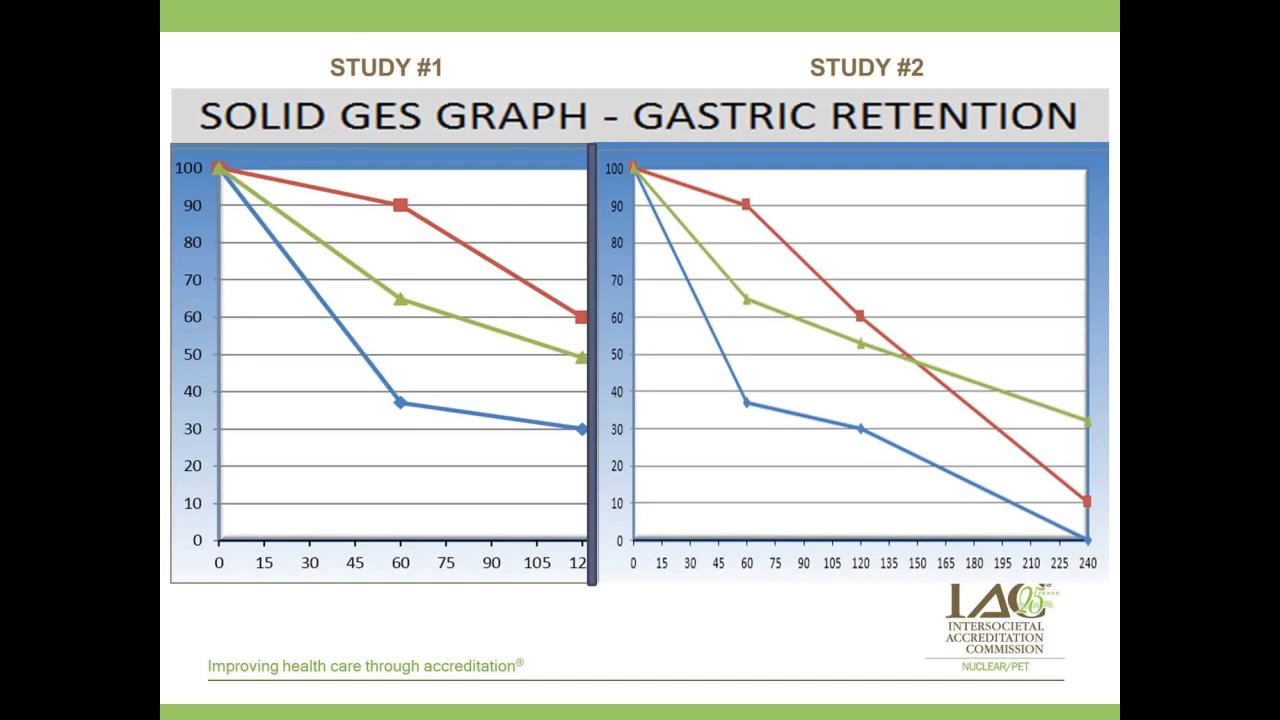 STUDY #1
STUDY #2
SOLID GES GRAPH - GASTRIC RETENTION
100
90
80
70
60
50
40
30
20
10
0
0 15 30 45 60 75 90 105 12
100
90
80
70
60
50
40
30
20
10
0
0 15 30 45 60 75 90 105 120 135 150 165 180 195 210 225 240
IAC 25 YEARS
INTERSOCIETAL
ACCREDITATION
COMMISSION
NUCLEAR/PET
Improving health care through accreditation®